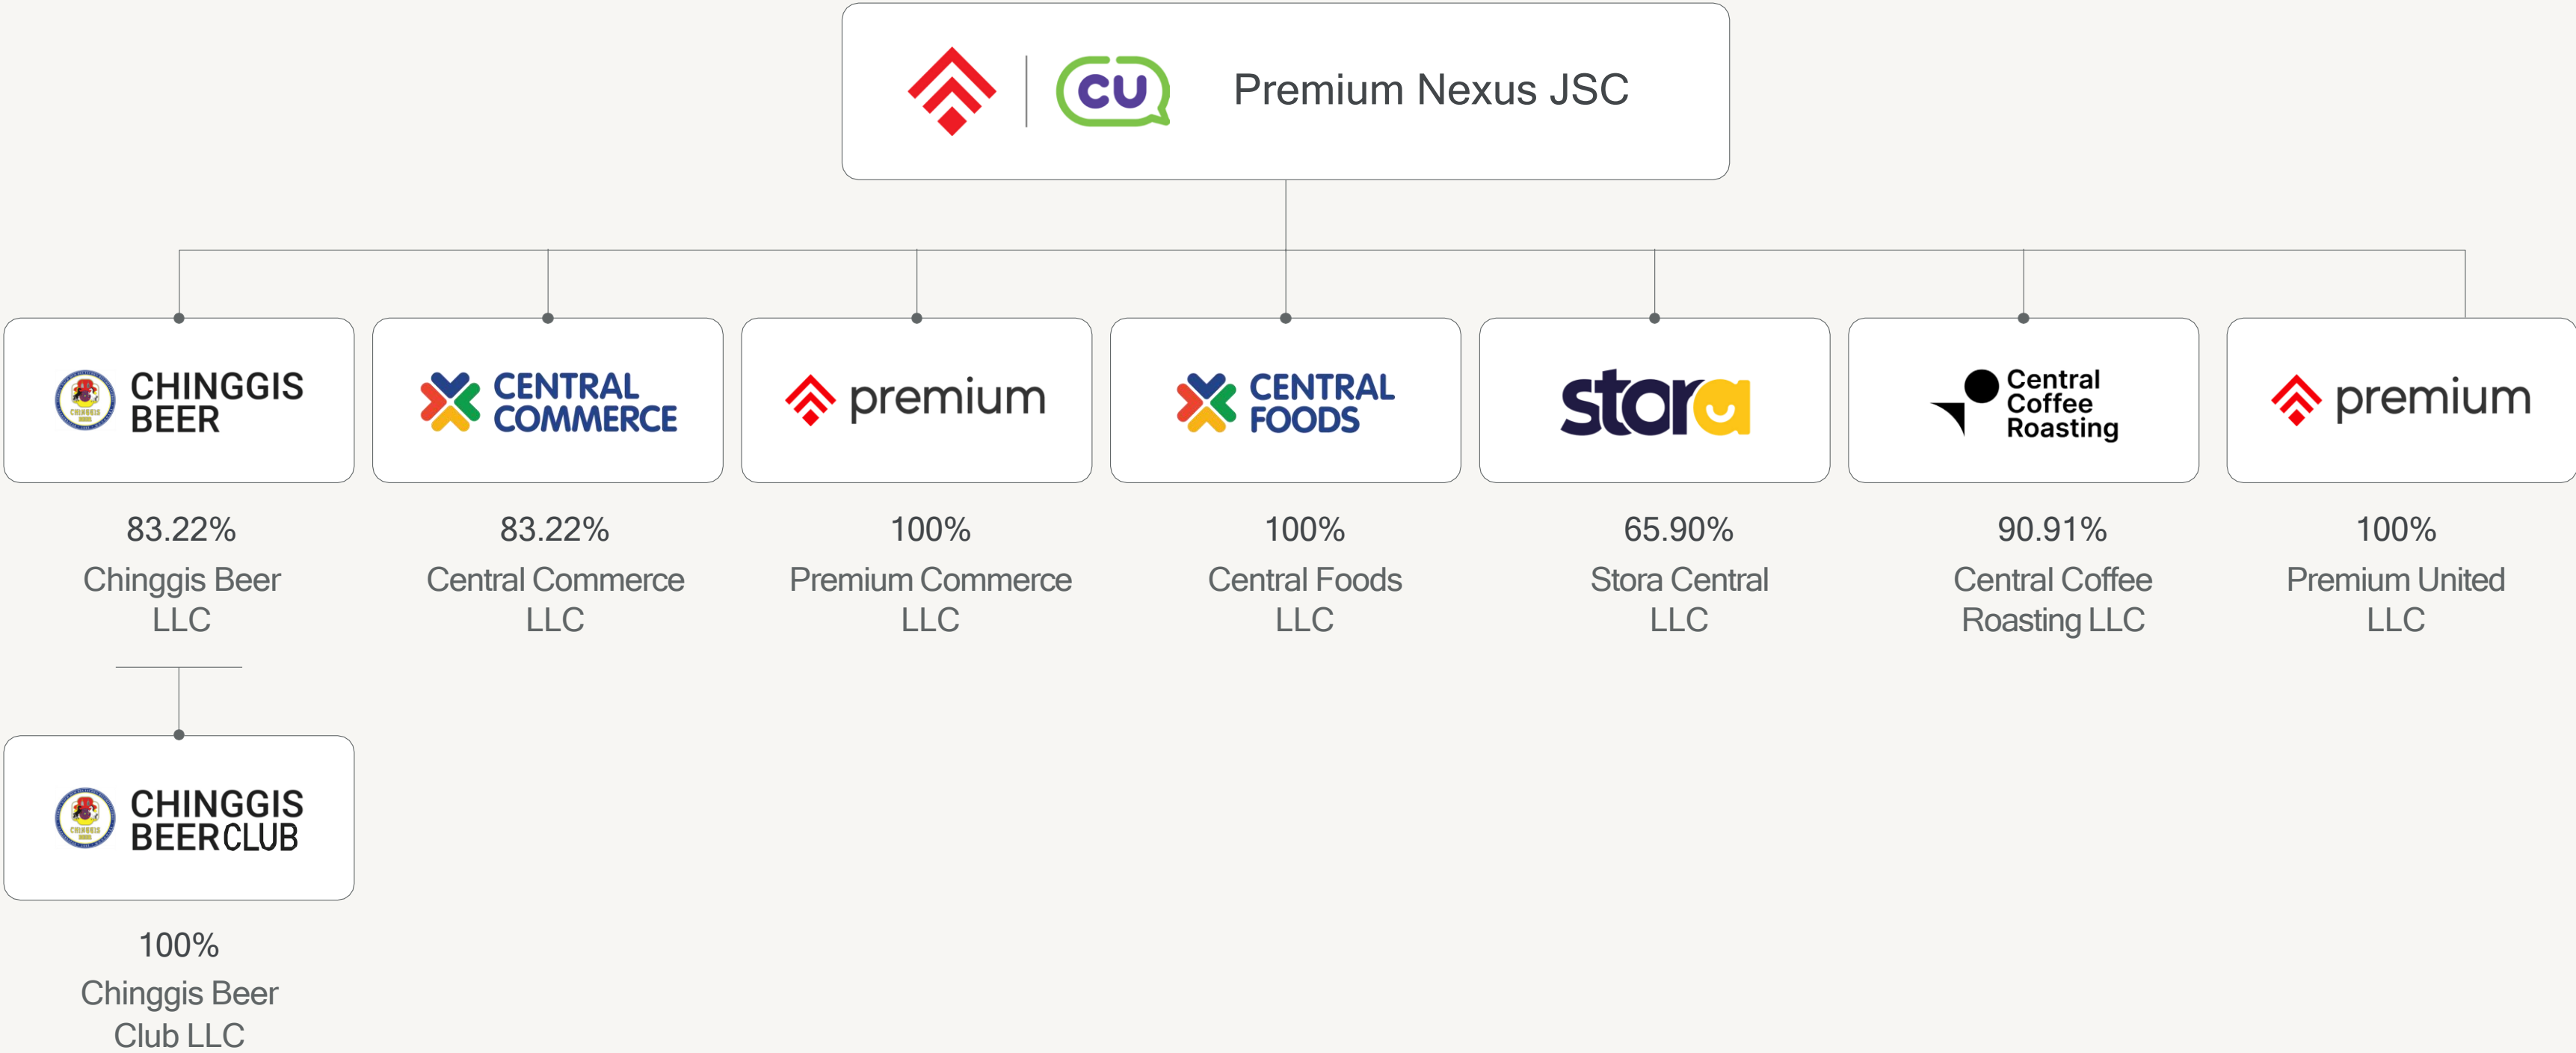 CU
Premium Nexus JSC
CHINGGIS
BEER
83.22%
Chinggis Beer
LLC
CENTRAL
COMMERCE
83.22%
Central Commerce
LLC
premium
100%
Premium Commerce
LLC
CENTRAL
FOODS
100%
Central Foods
LLC
stora
65.90%
Stora Central
LLC
Central
Coffee
Roasting
90.91%
Central Coffee
Roasting LLC
premium
100%
Premium United
LLC
CHINGGIS
BEER CLUB
100%
Chinggis Beer
Club LLC